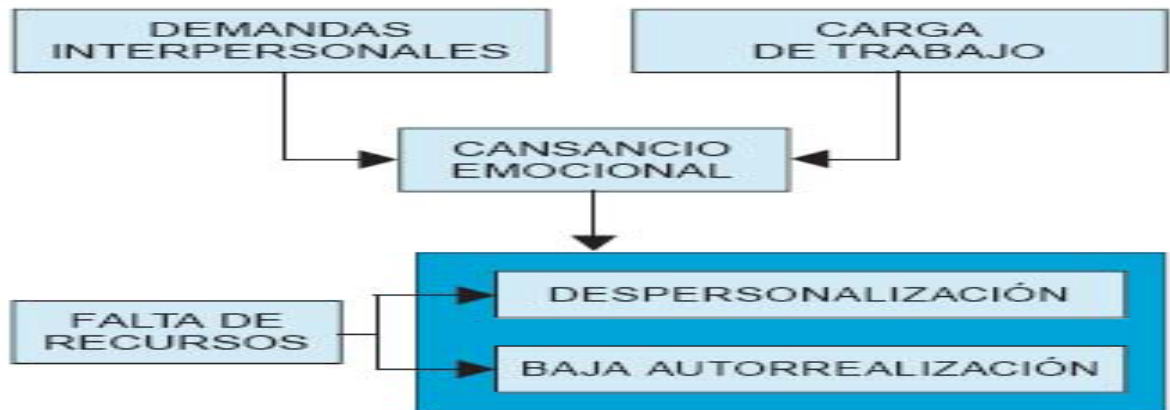 DEMANDAS
INTERPERSONALES
CARGA
DE TRABAJO
CANSANCIO
EMOCIONAL
DESPERSONALIZACIÓN
FALTA DE
RECURSOS
BAJA AUTORREALIZACIÓN